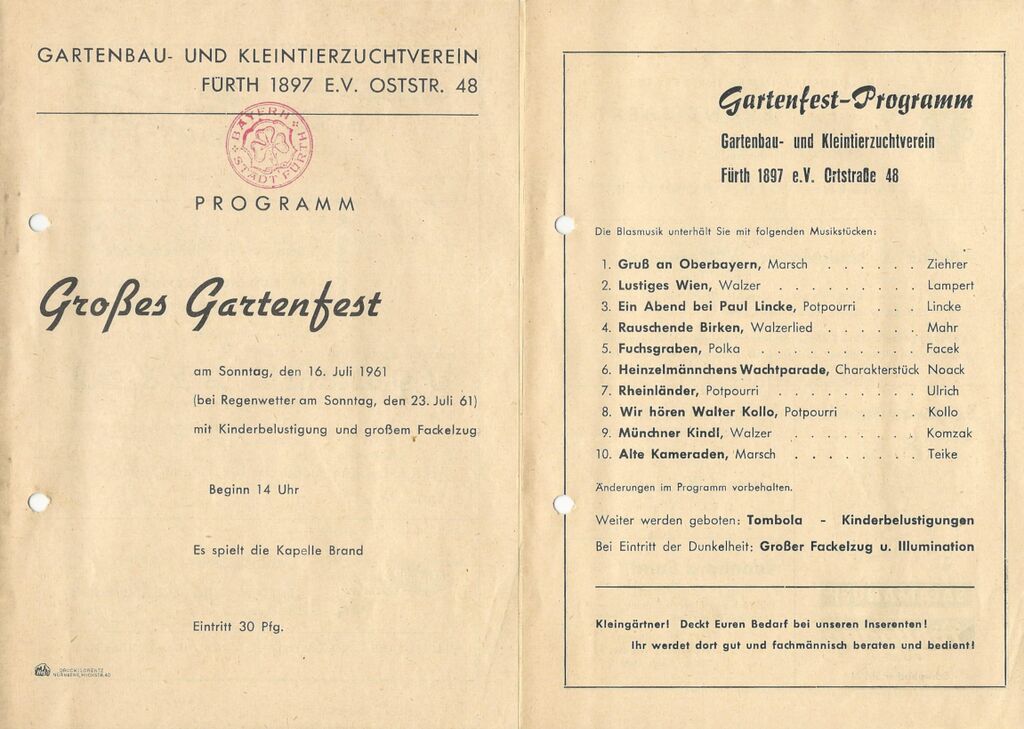 GARTENBAU- UND KLEINTIERZUCHTVEREIN
FÜRTH 1897 E.V. OSTSTR. 48
BAYERN
STADT FÜRTH
PROGRAMM
Großes Gartenfest
am Sonntag, den 16. Juli 1961
(bei Regenwetter am Sonntag, den 23. Juli 61)
mit Kinderbelustigung und großem Fackelzug
Beginn 14 Uhr
Es spielt die Kapelle Brand
Eintritt 30 Pfg.
Gartenfest-Programm
Gartenbau- und Kleintierzuchtverein
Fürth 1897 e.V. Ortstraße 48
Die Blasmusik unterhält Sie mit folgenden Musikstücken:
1. Gruß an Oberbayern, Marsch . . . . . . Ziehrer
2. Lustiges Wien, Walzer . . . . . . . . . Lampert
3. Ein Abend bei Paul Lincke, Potpourri . . . Lincke
4. Rauschende Birken, Walzerlied . . . . . . Mahr
5. Fuchsgraben, Polka . . . . . . . . . . Facek
6. Heinzelmännchens Wachtparade, Charakterstück Noack
7. Rheinländer, Potpourri . . . . . . . . . Ulrich
8. Wir hören Walter Kollo, Potpourri . . . . Kollo
9. Münchner Kindl, Walzer . . . . . . . . Komzak
10. Alte Kameraden, Marsch . . . . . . . . Teike
Änderungen im Programm vorbehalten.
Weiter werden geboten: Tombola - Kinderbelustigungen
Bei Eintritt der Dunkelheit: Großer Fackelzug u. Illumination
Kleingärtner! Deckt Euren Bedarf bei unseren Inserenten!
Ihr werdet dort gut und fachmännisch beraten und bedient!